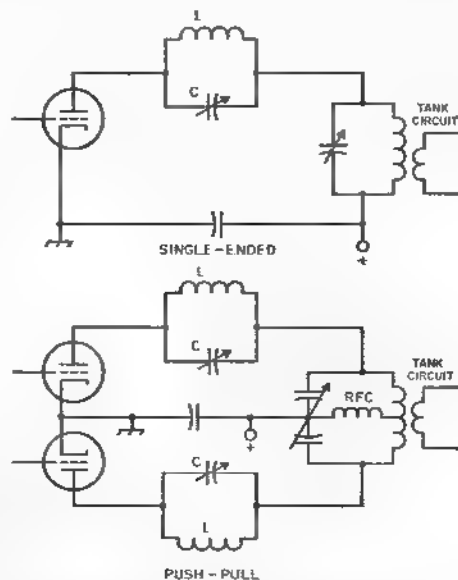 L
C
TANK
CIRCUIT
SINGLE-ENDED
+
L
C
TANK
CIRCUIT
RFC
+
C
L
PUSH-PULL